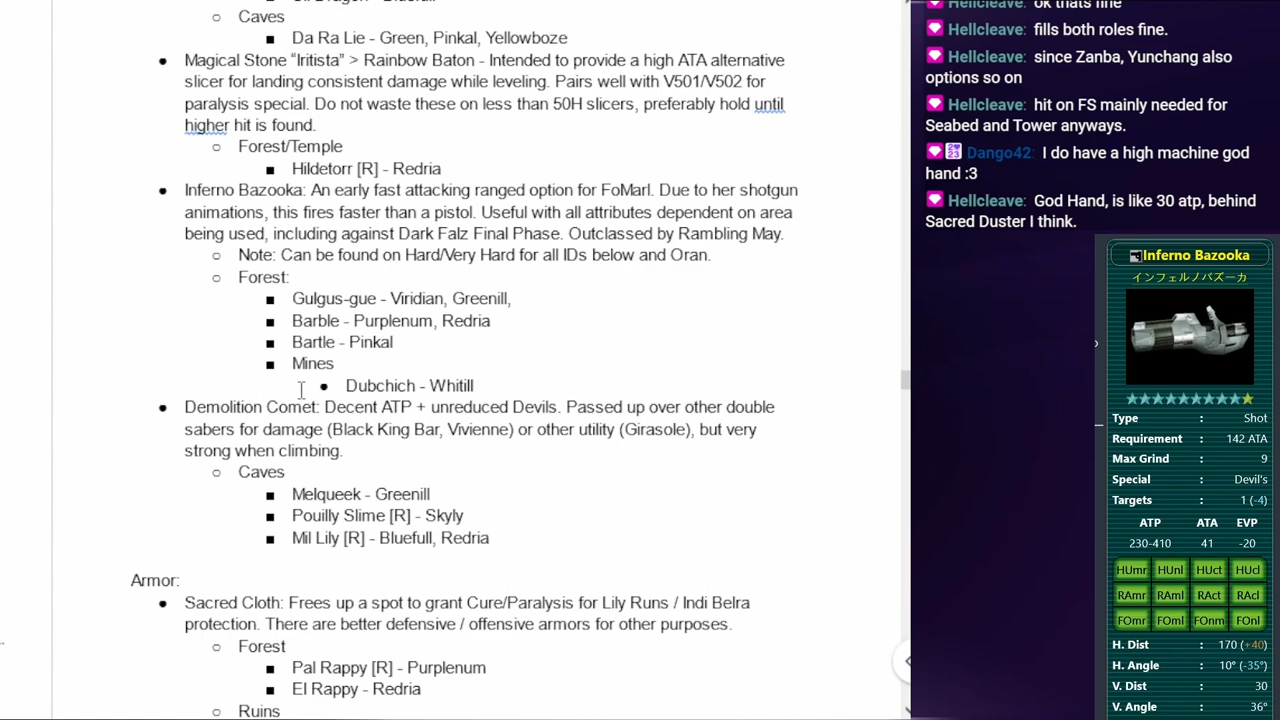 Caves
Da Ra Lie - Green, Pinkal, Yellowboze
Magical Stone “Iritista” > Rainbow Baton - Intended to provide a high ATA alternative
slicer for landing consistent damage while leveling. Pairs well with V501/V502 for
paralysis special. Do not waste these on less than 50H slicers, preferably hold until
higher hit is found.
Forest/Temple
Hildetorr [R] - Redria
Inferno Bazooka: An early fast attacking ranged option for FoMarl. Due to her shotgun
animations, this fires faster than a pistol. Useful with all attributes dependent on area
being used, including against Dark Falz Final Phase. Outclassed by Rambling May.
Note: Can be found on Hard/Very Hard for all IDs below and Oran.
Forest:
Gulgus-gue - Viridian, Greenill,
Barble - Purplenum, Redria
Bartle - Pinkal
Mines
Dubchich - Whitill
Demolition Comet: Decent ATP + unreduced Devils. Passed up over other double
sabers for damage (Black King Bar, Vivienne) or other utility (Girasole), but very
strong when climbing.
Caves
Melqueek - Greenill
Pouilly Slime [R] - Skyly
Mil Lily [R] - Bluefull, Redria
Armor:
Sacred Cloth: Frees up a spot to grant Cure/Paralysis for Lily Runs / Indi Belra
protection. There are better defensive / offensive armors for other purposes.
Forest
Pal Rappy [R] - Purplenum
El Rappy - Redria
Ruins
Hellcleave: ok thats fine
Hellcleave: fills both roles fine.
Hellcleave: since Zanba, Yunchang also
options so on
Hellcleave: hit on FS mainly needed for
Seabed and Tower anyways.
Dango42: I do have a high machine god
hand :3
Hellcleave: God Hand, is like 30 atp, behind
Sacred Duster I think.
Inferno Bazooka
インフェルノバズーカ
Type : Shot
Requirement : 142 ATA
Max Grind : 9
Special : Devil's
Targets : 1 (-4)
ATP ATA EVP
230-410 41 -20
HUmr HUnl HUct HUcl
RAmr RAml RAct RAcl
FOmr FOml FOnm FOnl
H. Dist : 170 (+40)
H. Angle : 10° (-35°)
V. Dist : 30
V. Angle : 36°